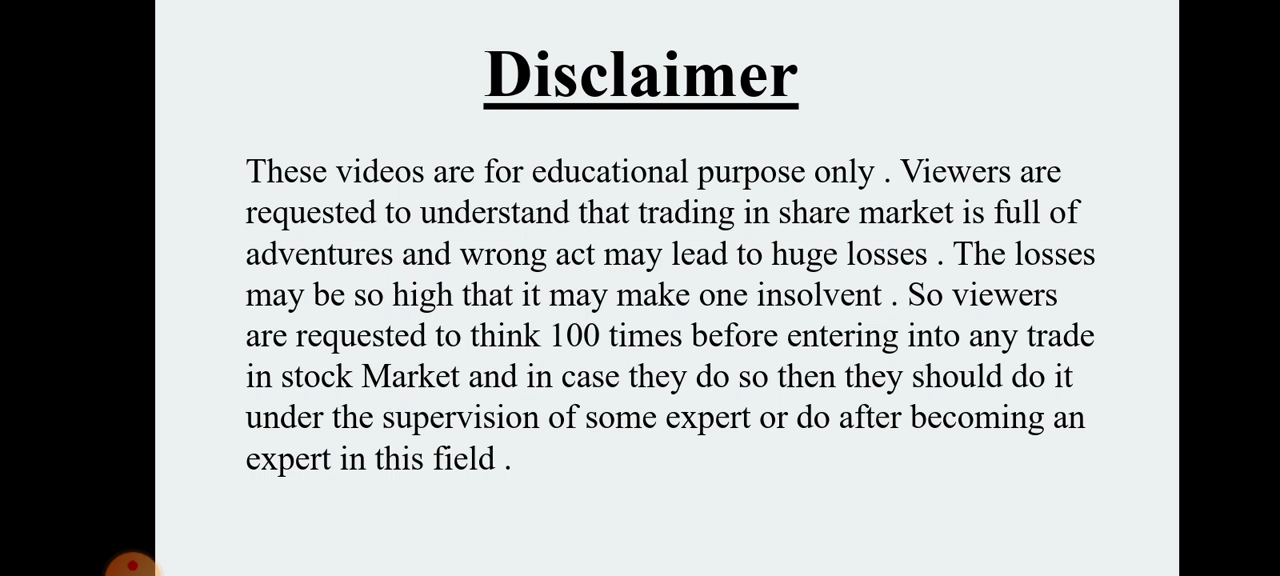 Disclaimer
These videos are for educational purpose only . Viewers are
requested to understand that trading in share market is full of
adventures and wrong act may lead to huge losses . The losses
may be so high that it may make one insolvent . So viewers
are requested to think 100 times before entering into any trade
in stock Market and in case they do so then they should do it
under the supervision of some expert or do after becoming an
expert in this field .